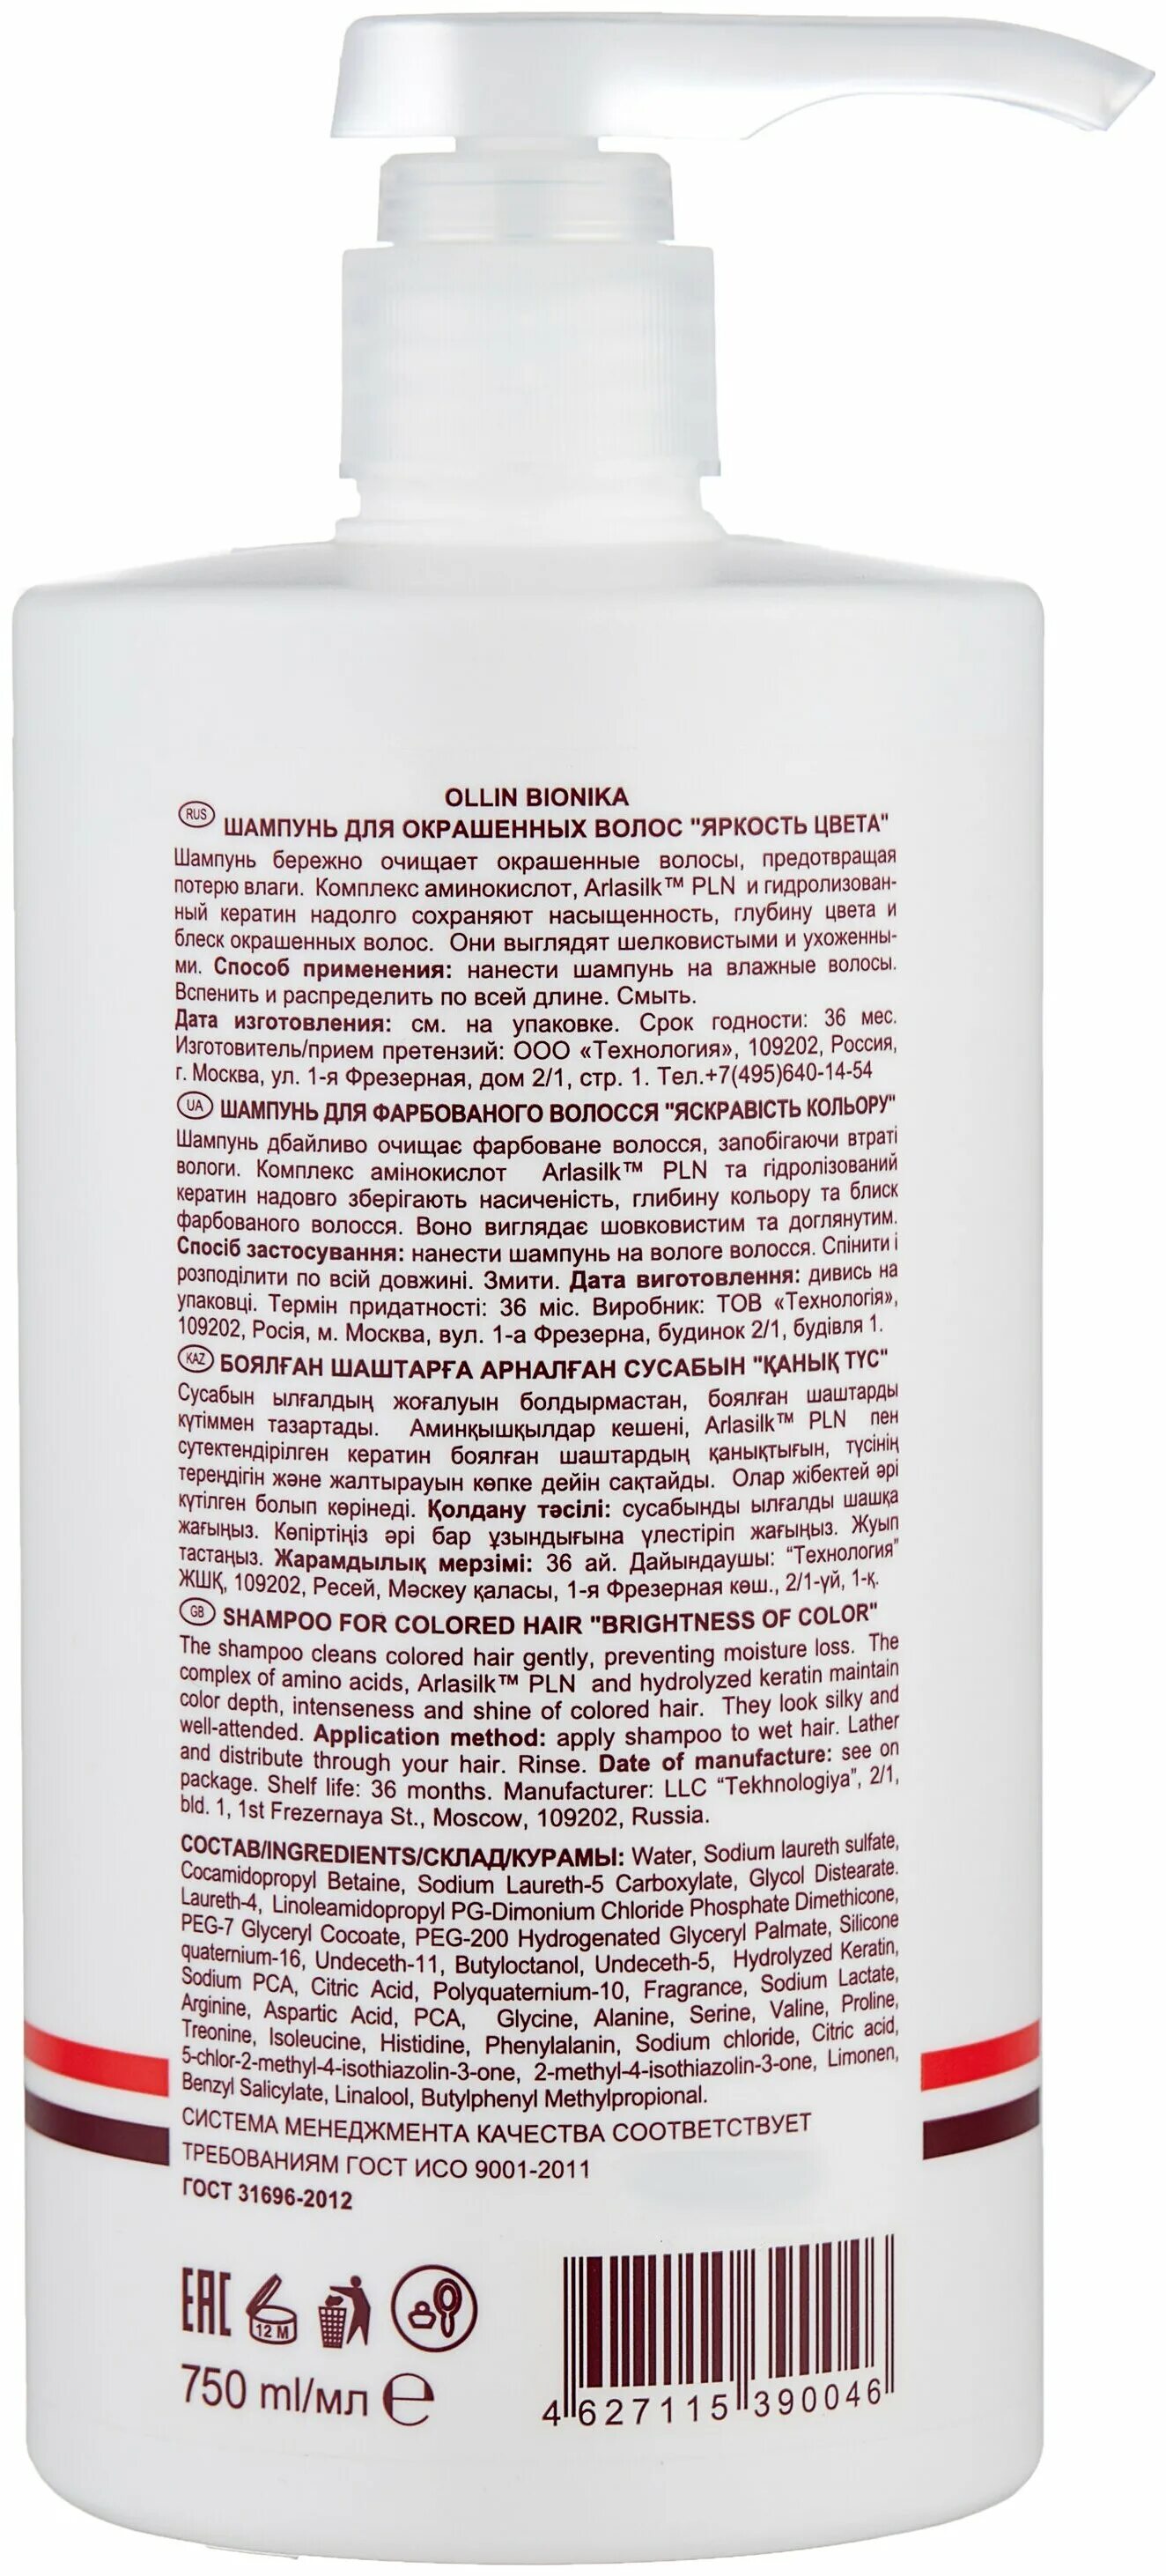 OLLIN BIONIKA
RUS ШАМПУНЬ ДЛЯ ОКРАШЕННЫХ ВОЛОС "ЯРКОСТЬ ЦВЕТА"
Шампунь бережно очищает окрашенные волосы, предотвращая
потерю влаги. Комплекс аминокислот, Arlasilk™ PLN и гидролизован-
ный кератин надолго сохраняют насыщенность, глубину цвета и
блеск окрашенных волос. Они выглядят шелковистыми и ухоженны-
ми. Способ применения: нанести шампунь на влажные волосы.
Вспенить и распределить по всей длине. Смыть.
Дата изготовления: см. на упаковке. Срок годности: 36 мес.
Изготовитель/прием претензий: ООО «Технология», 109202, Россия,
г. Москва, ул. 1-я Фрезерная, дом 2/1, стр. 1. Тел.+7(495)640-14-54
UA ШАМПУНЬ ДЛЯ ФАРБОВАНОГО ВОЛОССЯ "ЯСКРАВІСТЬ КОЛЬОРУ"
Шампунь дбайливо очищає фарбоване волосся, запобігаючи втраті
вологи. Комплекс амінокислот Arlasilk™ PLN та гідролізований
кератин надовго зберігають насиченість, глибину кольору та блиск
фарбованого волосся. Воно виглядає шовковистим та доглянутим.
Спосіб застосування: нанести шампунь на вологе волосся. Спінити і
розподілити по всій довжині. Змити. Дата виготовлення: дивись на
упаковці. Термін придатності: 36 міс. Виробник: ТОВ «Технологія»,
109202, Росія, м. Москва, вул. 1-а Фрезерна, будинок 2/1, будівля 1.
KAZ БОЯЛҒАН ШАШТАРҒА АРНАЛҒАН СУСАБЫН "ҚАНЫҚ ТҮС"
Сусабын ылғалдың жоғалуын болдырмастан, боялған шаштарды
күтіммен тазартады. Аминқышқылдар кешені, Arlasilk™ PLN пен
сутектендірілген кератин боялған шаштардың қанықтығын, түсінің
тереңдігін және жалтырауын көпке дейін сақтайды. Олар жібектей әрі
күтілген болып көрінеді. Қолдану тәсілі: сусабынды ылғалды шашқа
жағыңыз. Көпіртіңіз әрі бар ұзындығына үлестіріп жағыңыз. Жуып
тастаңыз. Жарамдылық мерзімі: 36 ай. Дайындаушы: “Технология”
ЖШҚ, 109202, Ресей, Мәскеу қаласы, 1-я Фрезерная көш., 2/1-үй, 1-қ.
GB SHAMPOO FOR COLORED HAIR "BRIGHTNESS OF COLOR"
The shampoo cleans colored hair gently, preventing moisture loss. The
complex of amino acids, Arlasilk™ PLN and hydrolyzed keratin maintain
color depth, intenseness and shine of colored hair. They look silky and
well-attended. Application method: apply shampoo to wet hair. Lather
and distribute through your hair. Rinse. Date of manufacture: see on
package. Shelf life: 36 months. Manufacturer: LLC “Tekhnologiya”, 2/1,
bld. 1, 1st Frezernaya St., Moscow, 109202, Russia.
СОСТАВ/INGREDIENTS/СКЛАД/КУРАМЫ: Water, Sodium laureth sulfate,
Cocamidopropyl Betaine, Sodium Laureth-5 Carboxylate, Glycol Distearate.
Laureth-4, Linoleamidopropyl PG-Dimonium Chloride Phosphate Dimethicone,
PEG-7 Glyceryl Cocoate, PEG-200 Hydrogenated Glyceryl Palmate, Silicone
quaternium-16, Undeceth-11, Butyloctanol, Undeceth-5, Hydrolyzed Keratin,
Sodium PCA, Citric Acid, Polyquaternium-10, Fragrance, Sodium Lactate,
Arginine, Aspartic Acid, PCA, Glycine, Alanine, Serine, Valine, Proline,
Treonine, Isoleucine, Histidine, Phenylalanin, Sodium chloride, Citric acid,
5-chlor-2-methyl-4-isothiazolin-3-one, 2-methyl-4-isothiazolin-3-one, Limonen,
Benzyl Salicylate, Linalool, Butylphenyl Methylpropional.
СИСТЕМА МЕНЕДЖМЕНТА КАЧЕСТВА СООТВЕТСТВУЕТ
ТРЕБОВАНИЯМ ГОСТ ИСО 9001-2011
ГОСТ 31696-2012
EAC 12 M
750 ml/мл e
4 627115 390046